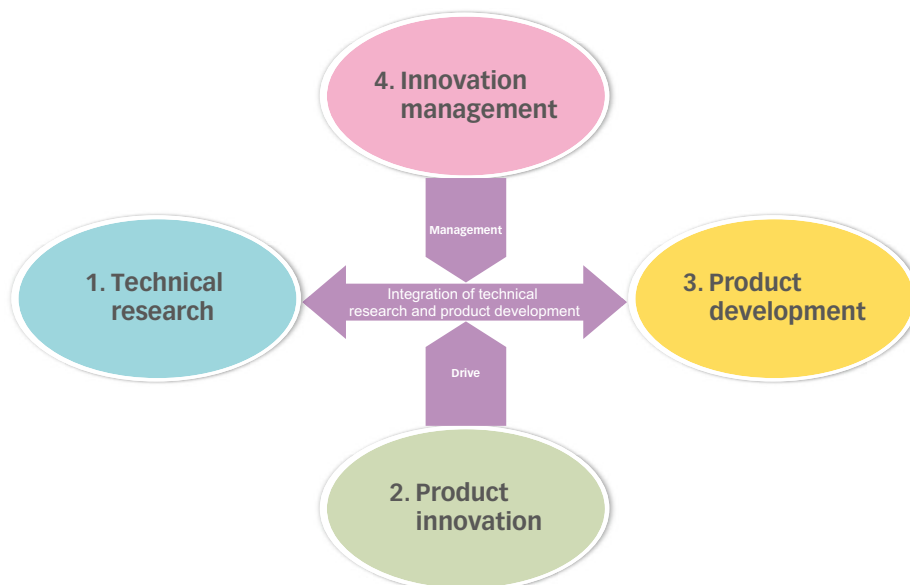 4. Innovation
management
Management
1. Technical
research
Integration of technical
research and product development
3. Product
development
Drive
2. Product
innovation